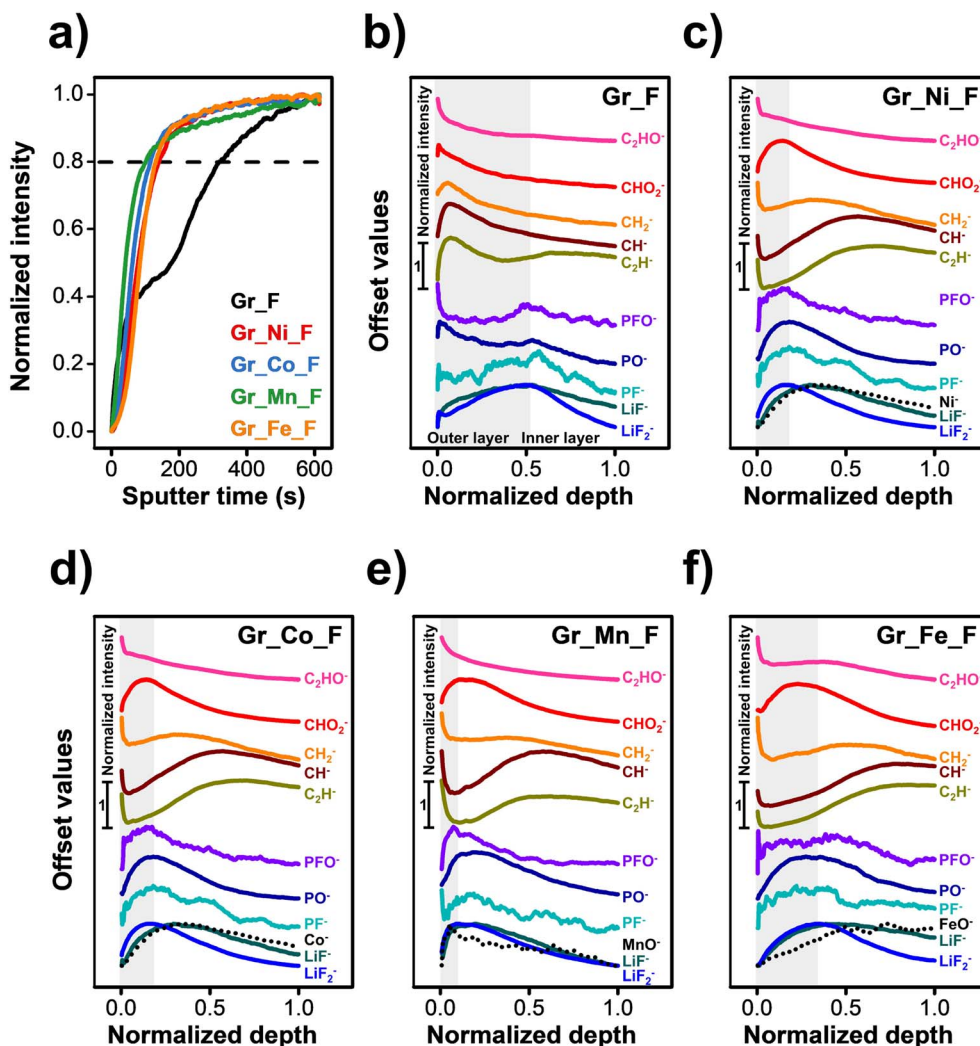 a)
Normalized intensity
1.0
0.8
0.6
0.4
0.2
0.0
Gr_F
Gr_Ni_F
Gr_Co_F
Gr_Mn_F
Gr_Fe_F
0 200 400 600
Sputter time (s)
b)
Offset values
Normalized intensity
1
Gr_F
C₂HO⁻
CHO₂⁻
CH₂⁻
CH⁻
C₂H⁻
PFO⁻
PO⁻
PF⁻
LiF⁻
LiF₂⁻
Outer layer Inner layer
0.0 0.5 1.0
Normalized depth
c)
Normalized intensity
1
Gr_Ni_F
C₂HO⁻
CHO₂⁻
CH₂⁻
CH⁻
C₂H⁻
PFO⁻
PO⁻
PF⁻
Ni⁻
LiF⁻
LiF₂⁻
0.0 0.5 1.0
Normalized depth
d)
Offset values
Normalized intensity
1
Gr_Co_F
C₂HO⁻
CHO₂⁻
CH₂⁻
CH⁻
C₂H⁻
PFO⁻
PO⁻
PF⁻
Co⁻
LiF⁻
LiF₂⁻
0.0 0.5 1.0
Normalized depth
e)
Normalized intensity
1
Gr_Mn_F
C₂HO⁻
CHO₂⁻
CH₂⁻
CH⁻
C₂H⁻
PFO⁻
PO⁻
PF⁻
MnO⁻
LiF⁻
LiF₂⁻
0.0 0.5 1.0
Normalized depth
f)
Normalized intensity
1
Gr_Fe_F
C₂HO⁻
CHO₂⁻
CH₂⁻
CH⁻
C₂H⁻
PFO⁻
PO⁻
PF⁻
FeO⁻
LiF⁻
LiF₂⁻
0.0 0.5 1.0
Normalized depth